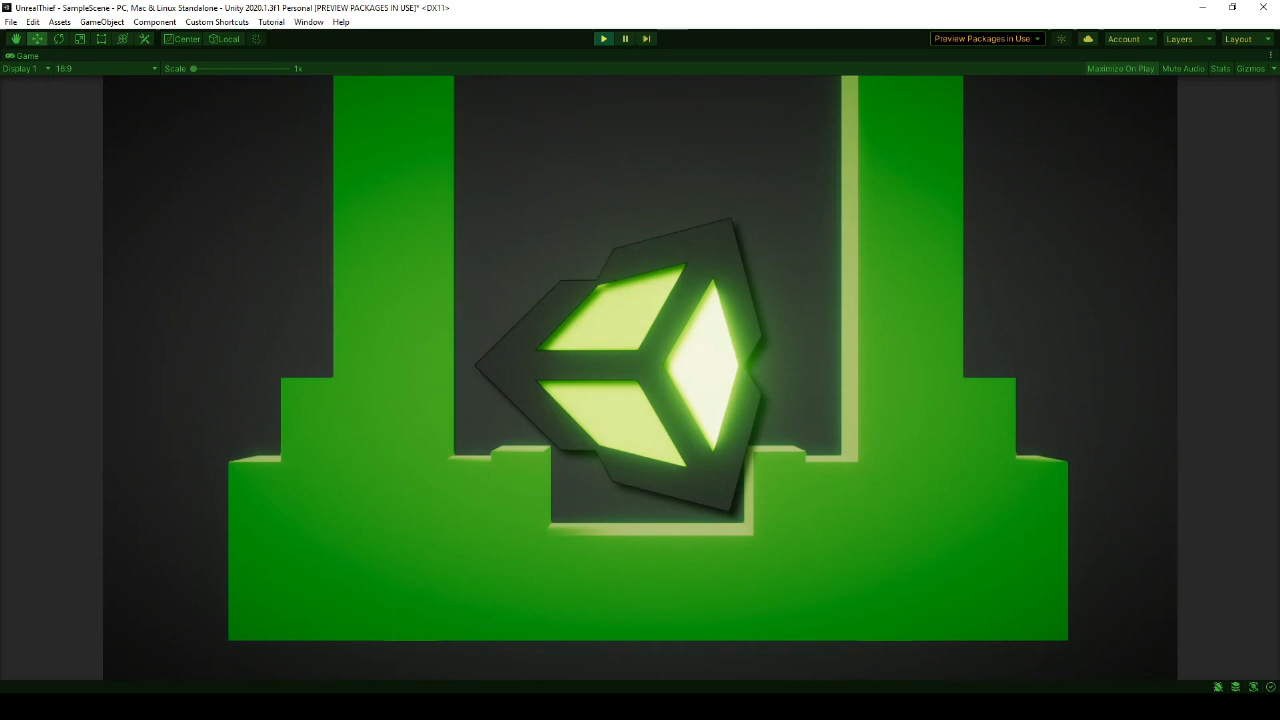 UnrealThief - SampleScene - PC, Mac & Linux Standalone - Unity 2020.1.3f1 Personal [PREVIEW PACKAGES IN USE]* <DX11>
File Edit Assets GameObject Component Custom Shortcuts Tutorial Window Help
Center Local Preview Packages in Use Account Layers Layout
Game
Display 1 16:9 Scale 1x Maximize On Play Mute Audio Stats Gizmos